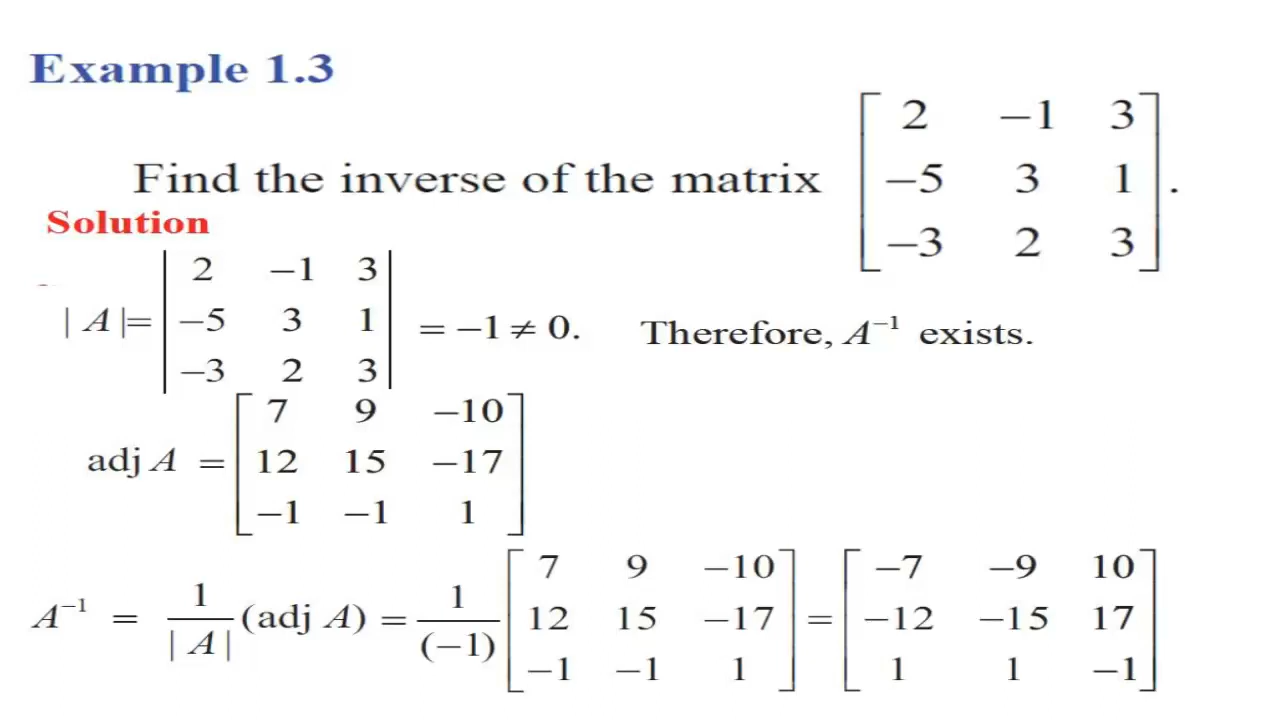 Example 1.3
Find the inverse of the matrix [ 2 −1 3
−5 3 1
−3 2 3 ].
Solution
| A |= | 2 −1 3
−5 3 1
−3 2 3 | = −1 ≠ 0. Therefore, A⁻¹ exists.
adj A = [ 7 9 −10
12 15 −17
−1 −1 1 ]
A⁻¹ = 1/| A | (adj A) = 1/(−1) [ 7 9 −10
12 15 −17
−1 −1 1 ] = [ −7 −9 10
−12 −15 17
1 1 −1 ]